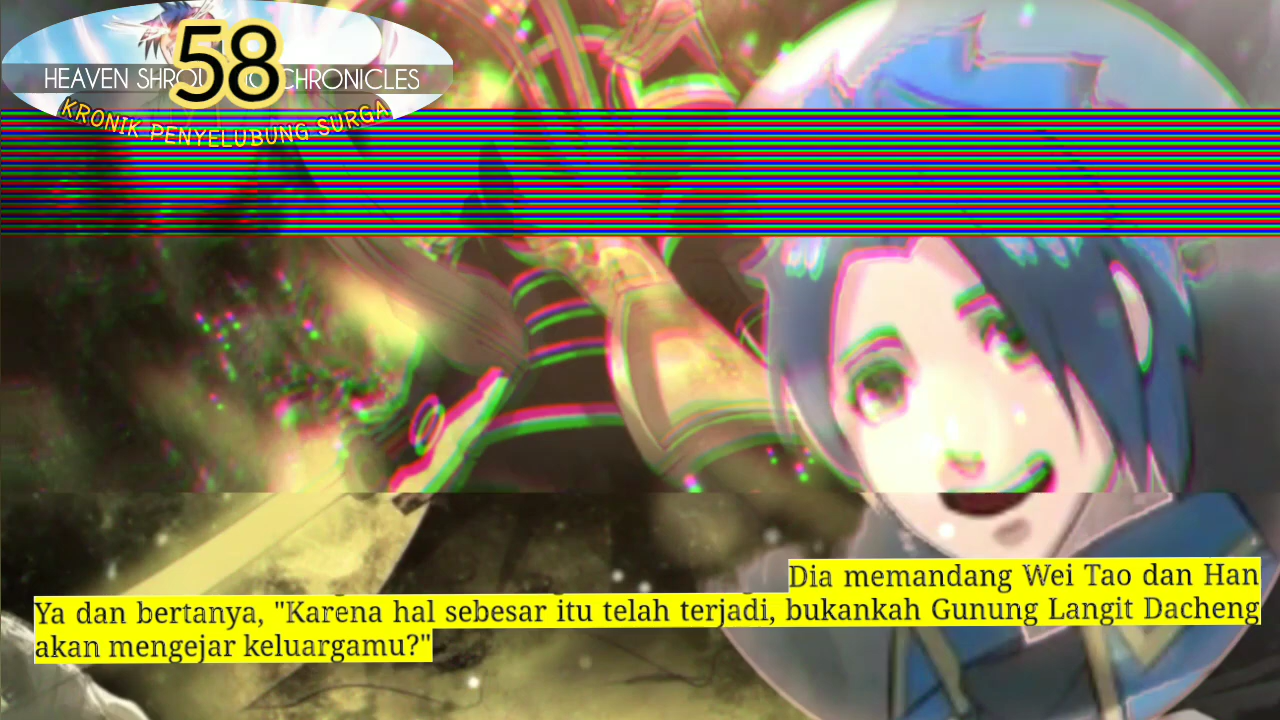 58
HEAVEN SHRO CHRONICLES
KRONIK PENYELUBUNG SURGA
Dia memandang Wei Tao dan Han
Ya dan bertanya, "Karena hal sebesar itu telah terjadi, bukankah Gunung Langit Dacheng
akan mengejar keluargamu?"